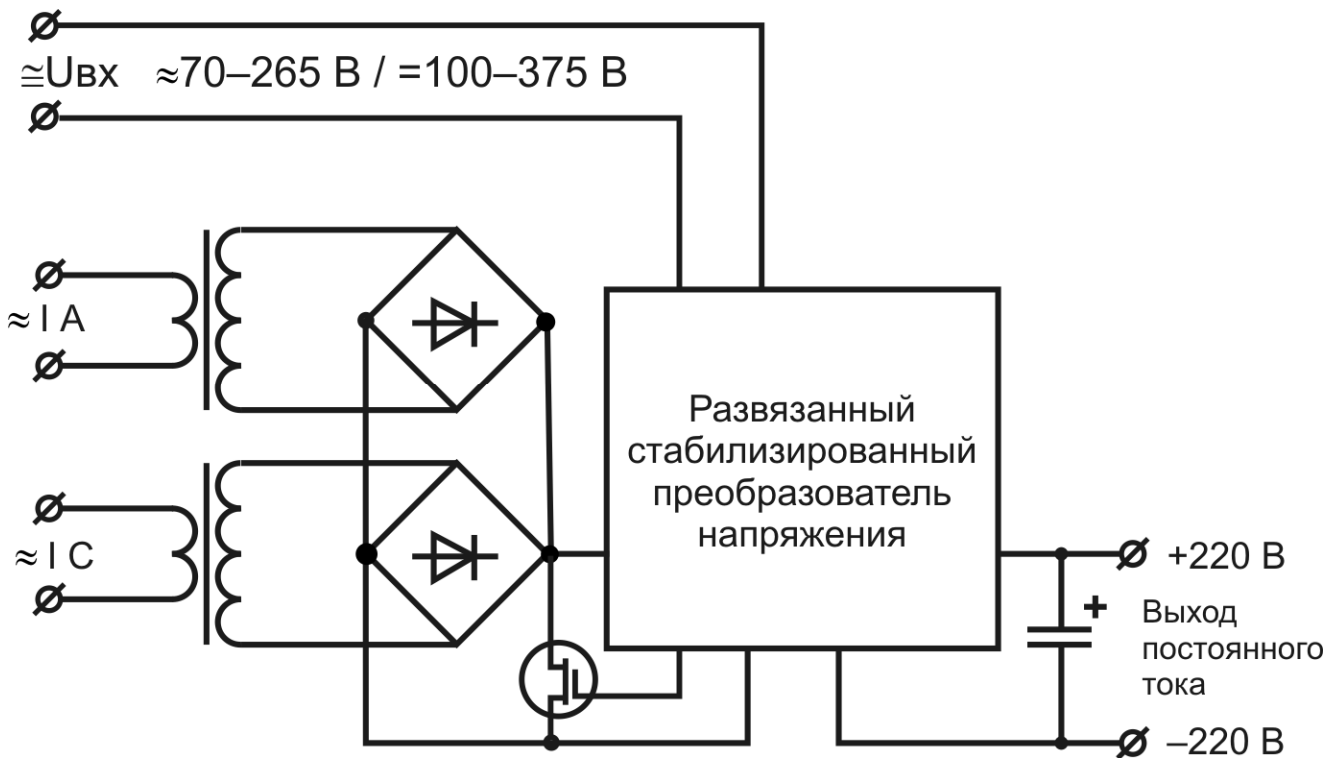 ≅Uвх ≈70–265 В / =100–375 В
≈ I А
≈ I С
Развязанный
стабилизированный
преобразователь
напряжения
+220 В
+
Выход
постоянного
тока
–220 В